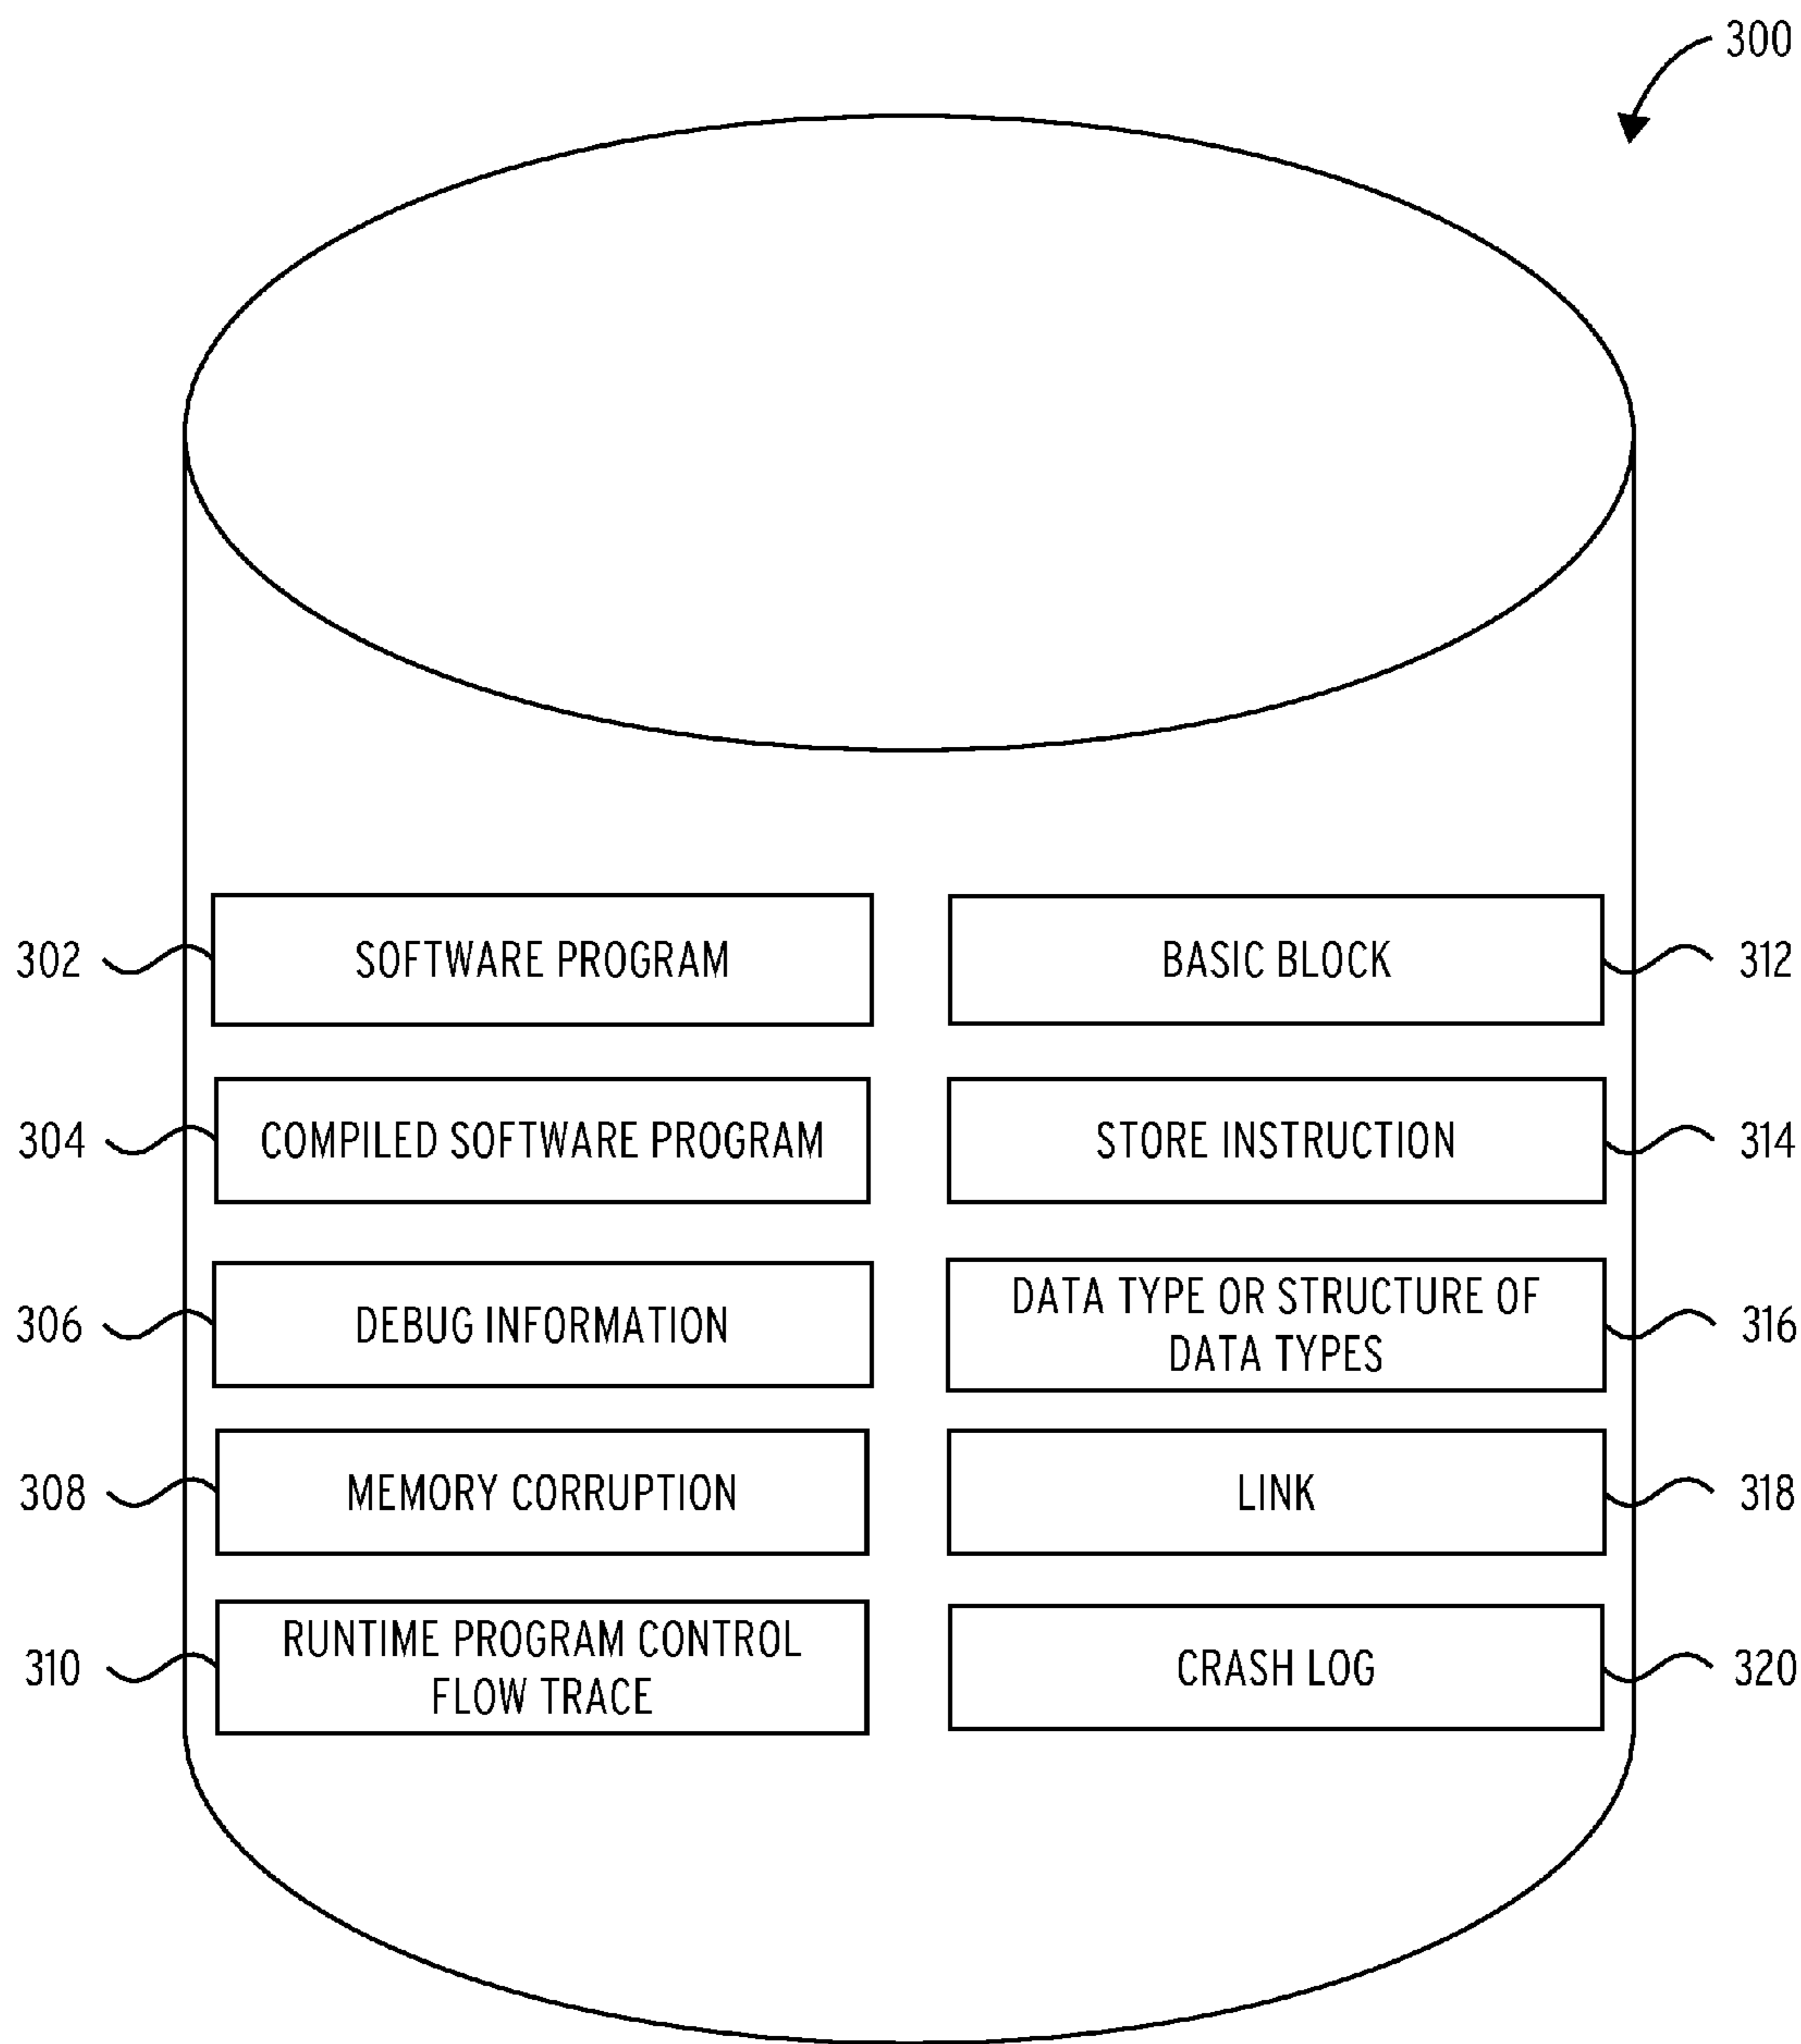 300
302
SOFTWARE PROGRAM
BASIC BLOCK
312
304
COMPILED SOFTWARE PROGRAM
STORE INSTRUCTION
314
306
DEBUG INFORMATION
DATA TYPE OR STRUCTURE OF
DATA TYPES
316
308
MEMORY CORRUPTION
LINK
318
310
RUNTIME PROGRAM CONTROL
FLOW TRACE
CRASH LOG
320